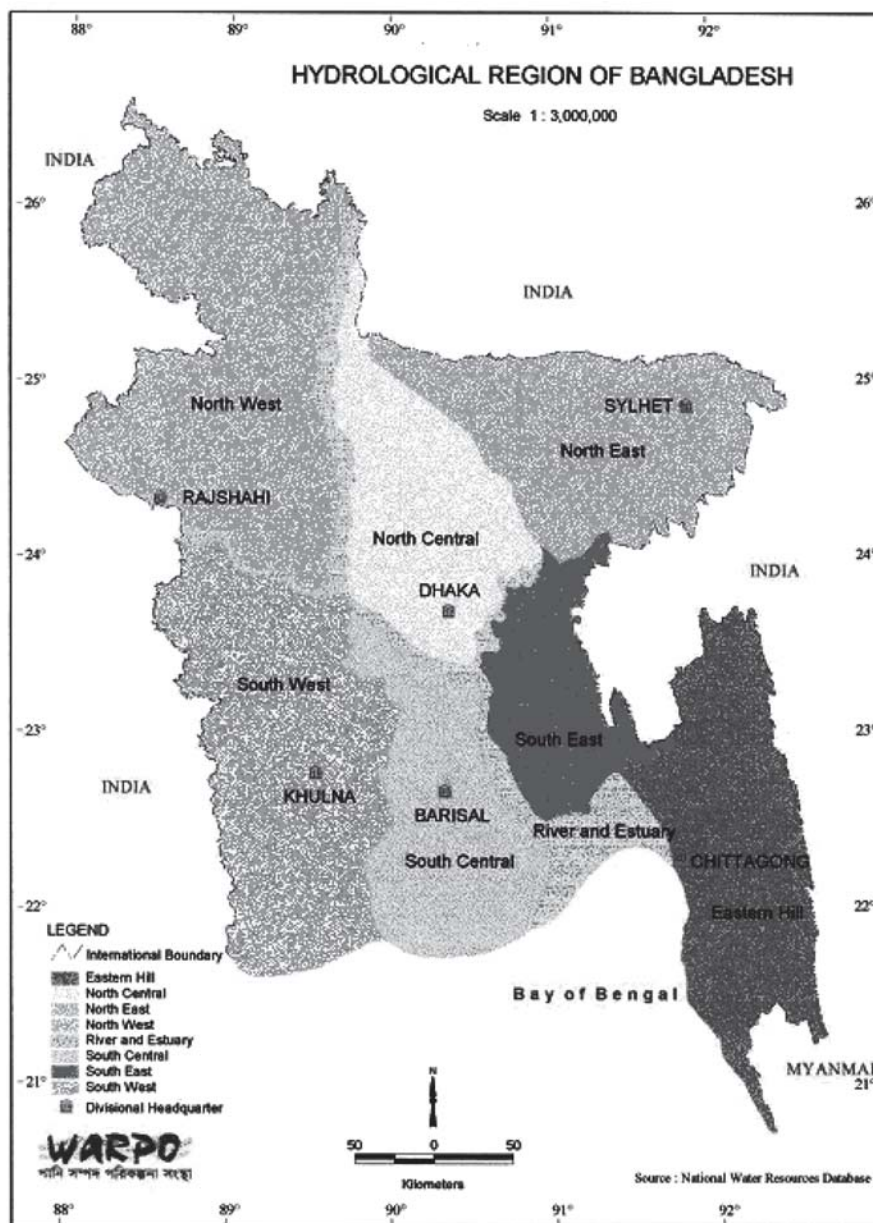 88° 89° 90° 91° 92°
HYDROLOGICAL REGION OF BANGLADESH
Scale 1 : 3,000,000
INDIA
26° 26°
INDIA
25° 25°
North West
SYLHET
North East
RAJSHAHI
North Central
24° 24°
INDIA
DHAKA
South West
23° 23°
South East
INDIA
KHULNA
BARISAL
River and Estuary
South Central
CHITTAGONG
22° 22°
Eastern Hill
LEGEND
International Boundary
Eastern Hill
North Central
North East
North West
River and Estuary
South Central
South East
South West
Divisional Headquarter
Bay of Bengal
MYANMAR
21° 21°
N
WARPO
পানি সম্পদ পরিকল্পনা সংস্থা
50 0 50
Kilometers
Source : National Water Resources Database
88° 89° 90° 91° 92°